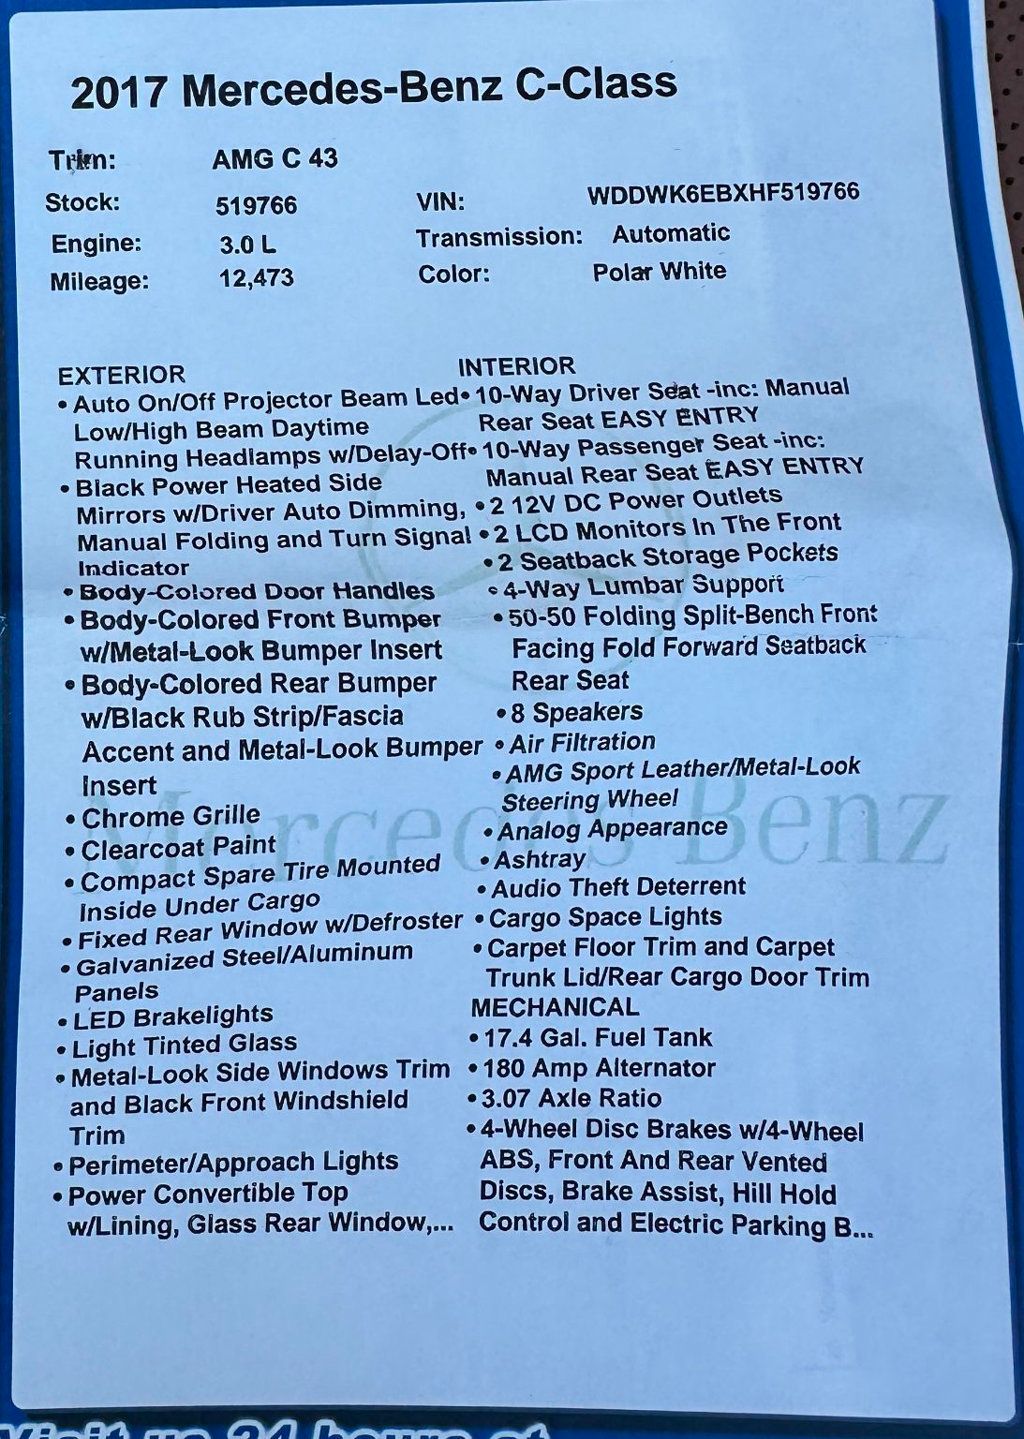 2017 Mercedes-Benz C-Class
Trim: AMG C 43
Stock: 519766 VIN: WDDWK6EBXHF519766
Engine: 3.0 L Transmission: Automatic
Mileage: 12,473 Color: Polar White
EXTERIOR
• Auto On/Off Projector Beam Led
Low/High Beam Daytime
Running Headlamps w/Delay-Off
• Black Power Heated Side
Mirrors w/Driver Auto Dimming,
Manual Folding and Turn Signal
Indicator
• Body-Colored Door Handles
• Body-Colored Front Bumper
w/Metal-Look Bumper Insert
• Body-Colored Rear Bumper
w/Black Rub Strip/Fascia
Accent and Metal-Look Bumper
Insert
• Chrome Grille
• Clearcoat Paint
• Compact Spare Tire Mounted
Inside Under Cargo
• Fixed Rear Window w/Defroster
• Galvanized Steel/Aluminum
Panels
• LED Brakelights
• Light Tinted Glass
• Metal-Look Side Windows Trim
and Black Front Windshield
Trim
• Perimeter/Approach Lights
• Power Convertible Top
w/Lining, Glass Rear Window,...
INTERIOR
• 10-Way Driver Seat -inc: Manual
Rear Seat EASY ENTRY
• 10-Way Passenger Seat -inc:
Manual Rear Seat EASY ENTRY
• 2 12V DC Power Outlets
• 2 LCD Monitors In The Front
• 2 Seatback Storage Pockets
• 4-Way Lumbar Support
• 50-50 Folding Split-Bench Front
Facing Fold Forward Seatback
Rear Seat
• 8 Speakers
• Air Filtration
• AMG Sport Leather/Metal-Look
Steering Wheel
• Analog Appearance
• Ashtray
• Audio Theft Deterrent
• Cargo Space Lights
• Carpet Floor Trim and Carpet
Trunk Lid/Rear Cargo Door Trim
MECHANICAL
• 17.4 Gal. Fuel Tank
• 180 Amp Alternator
• 3.07 Axle Ratio
• 4-Wheel Disc Brakes w/4-Wheel
ABS, Front And Rear Vented
Discs, Brake Assist, Hill Hold
Control and Electric Parking B...
Mercedes Benz
Visit us 24 hours at